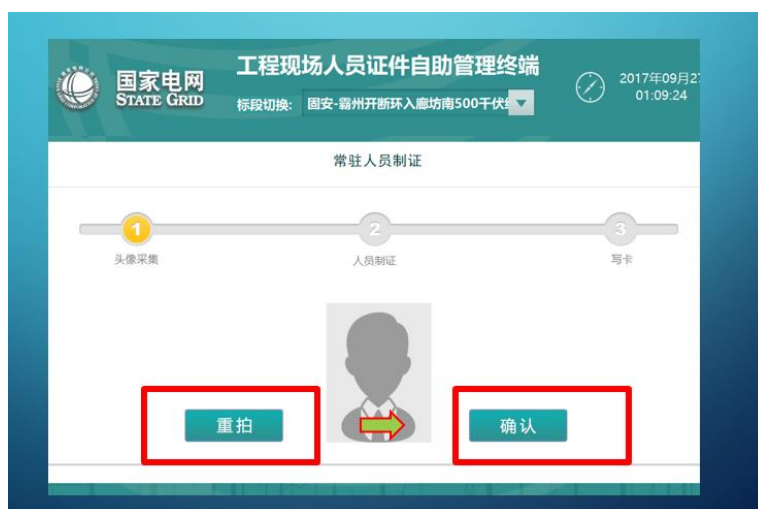 国家电网
STATE GRID
工程现场人员证件自助管理终端
标段切换: 固安-霸州开断环入廊坊南500千伏
2017年09月27
01:09:24
常驻人员制证
1
2
3
头像采集
人员制证
写卡
重拍
确认